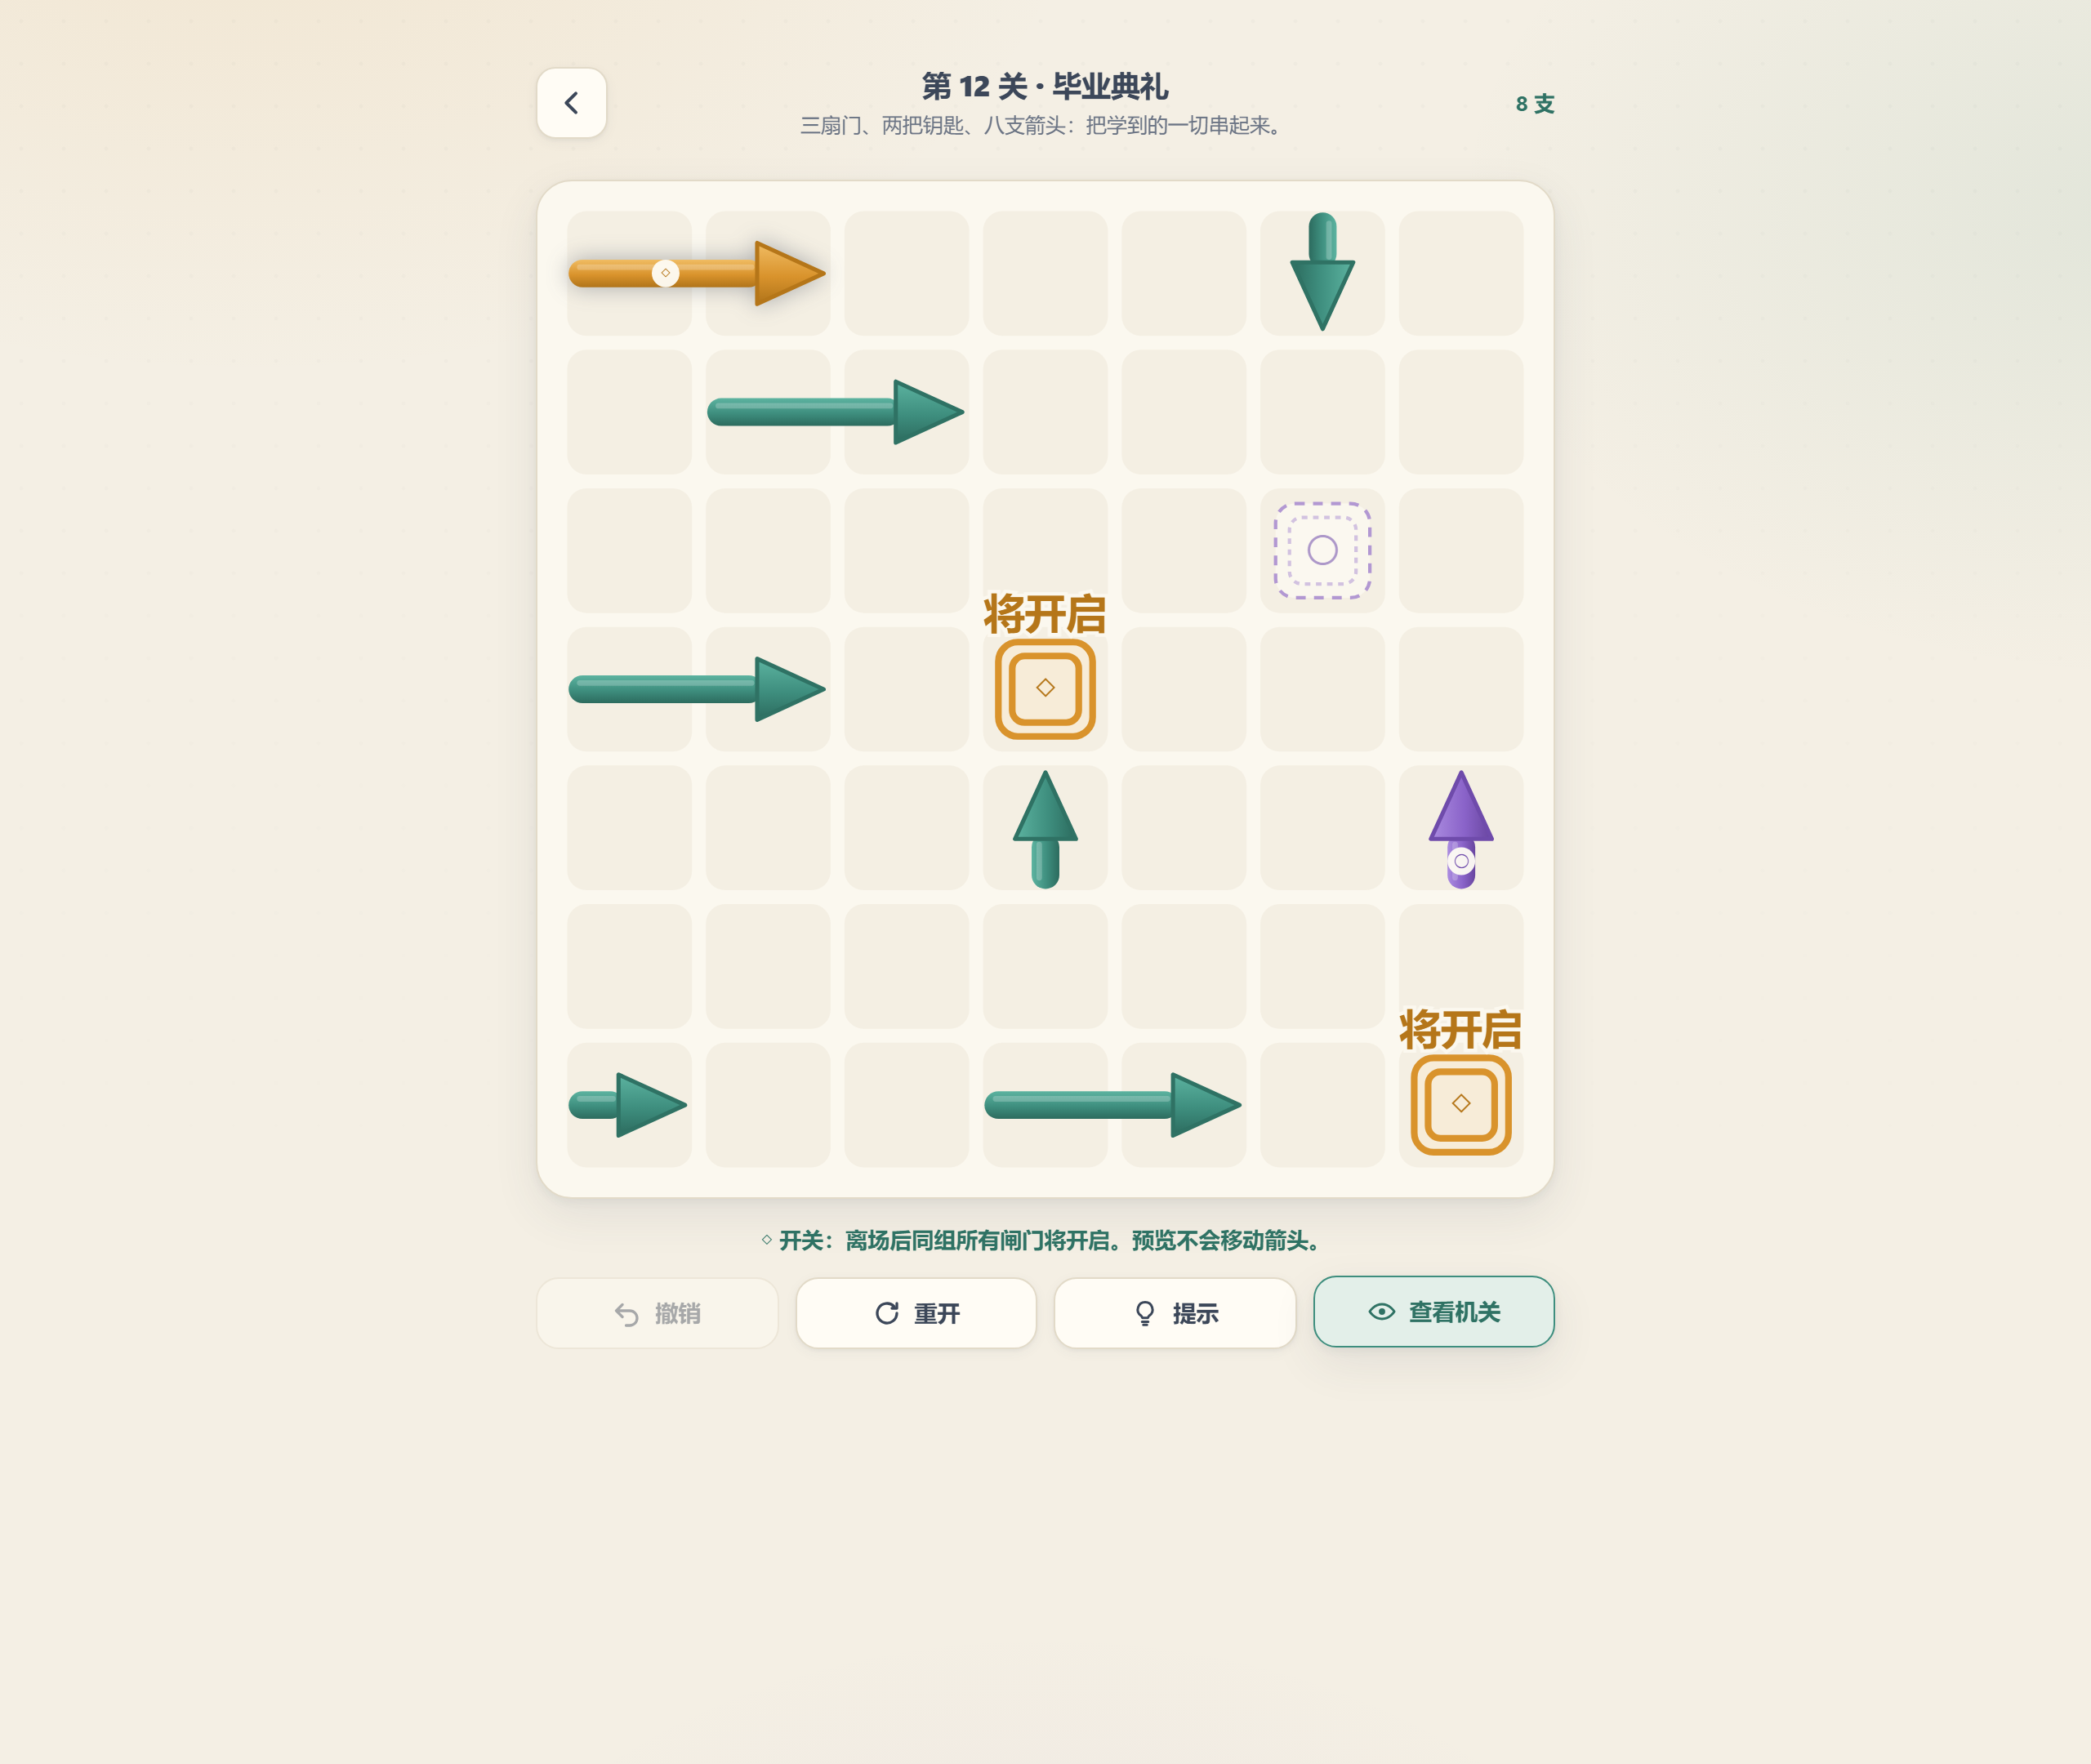 第 12 关 · 毕业典礼
三扇门、两把钥匙、八支箭头：把学到的一切串起来。
8 支
将开启
将开启
◇ 开关：离场后同组所有闸门将开启。预览不会移动箭头。
撤销
重开
提示
查看机关